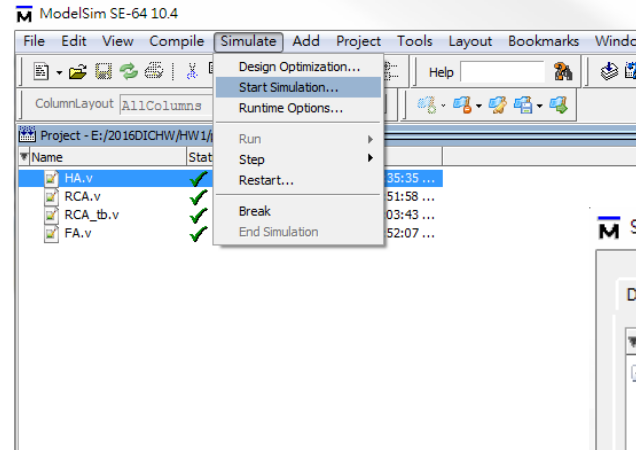 ModelSim SE-64 10.4
File Edit View Compile Simulate Add Project Tools Layout Bookmarks
Design Optimization...
Help
Start Simulation...
ColumnLayout AllColumns
Runtime Options...
Project - E:/2016DICHW/HW1/
Run
Name Stat
Step
HA.v 35:35 ...
Restart...
RCA.v 51:58 ...
RCA_tb.v 03:43 ...
Break
FA.v 52:07 ...
End Simulation